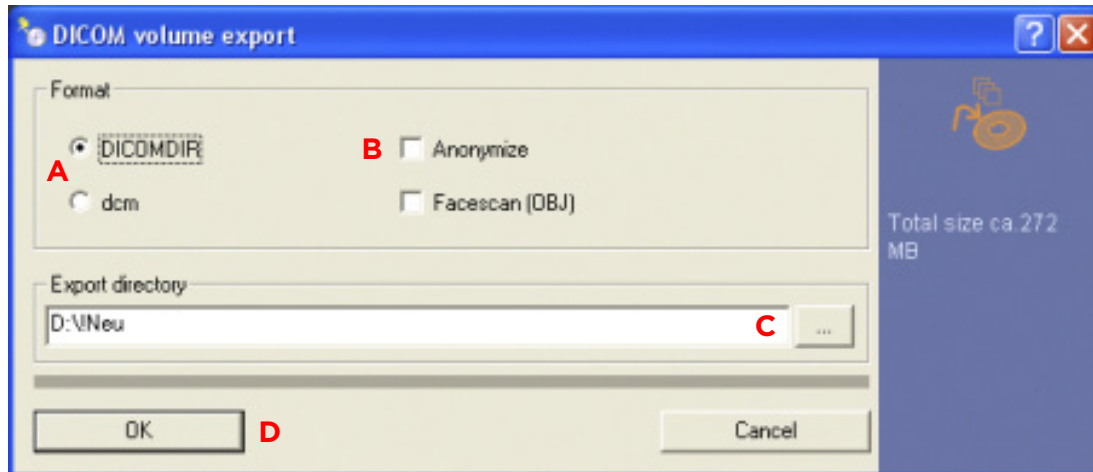 DICOM volume export
Format
DICOMDIR
B Anonymize
A
dcm
Facescan (OBJ)
Total size ca.272
MB
Export directory
D:\!Neu
C ...
OK D Cancel